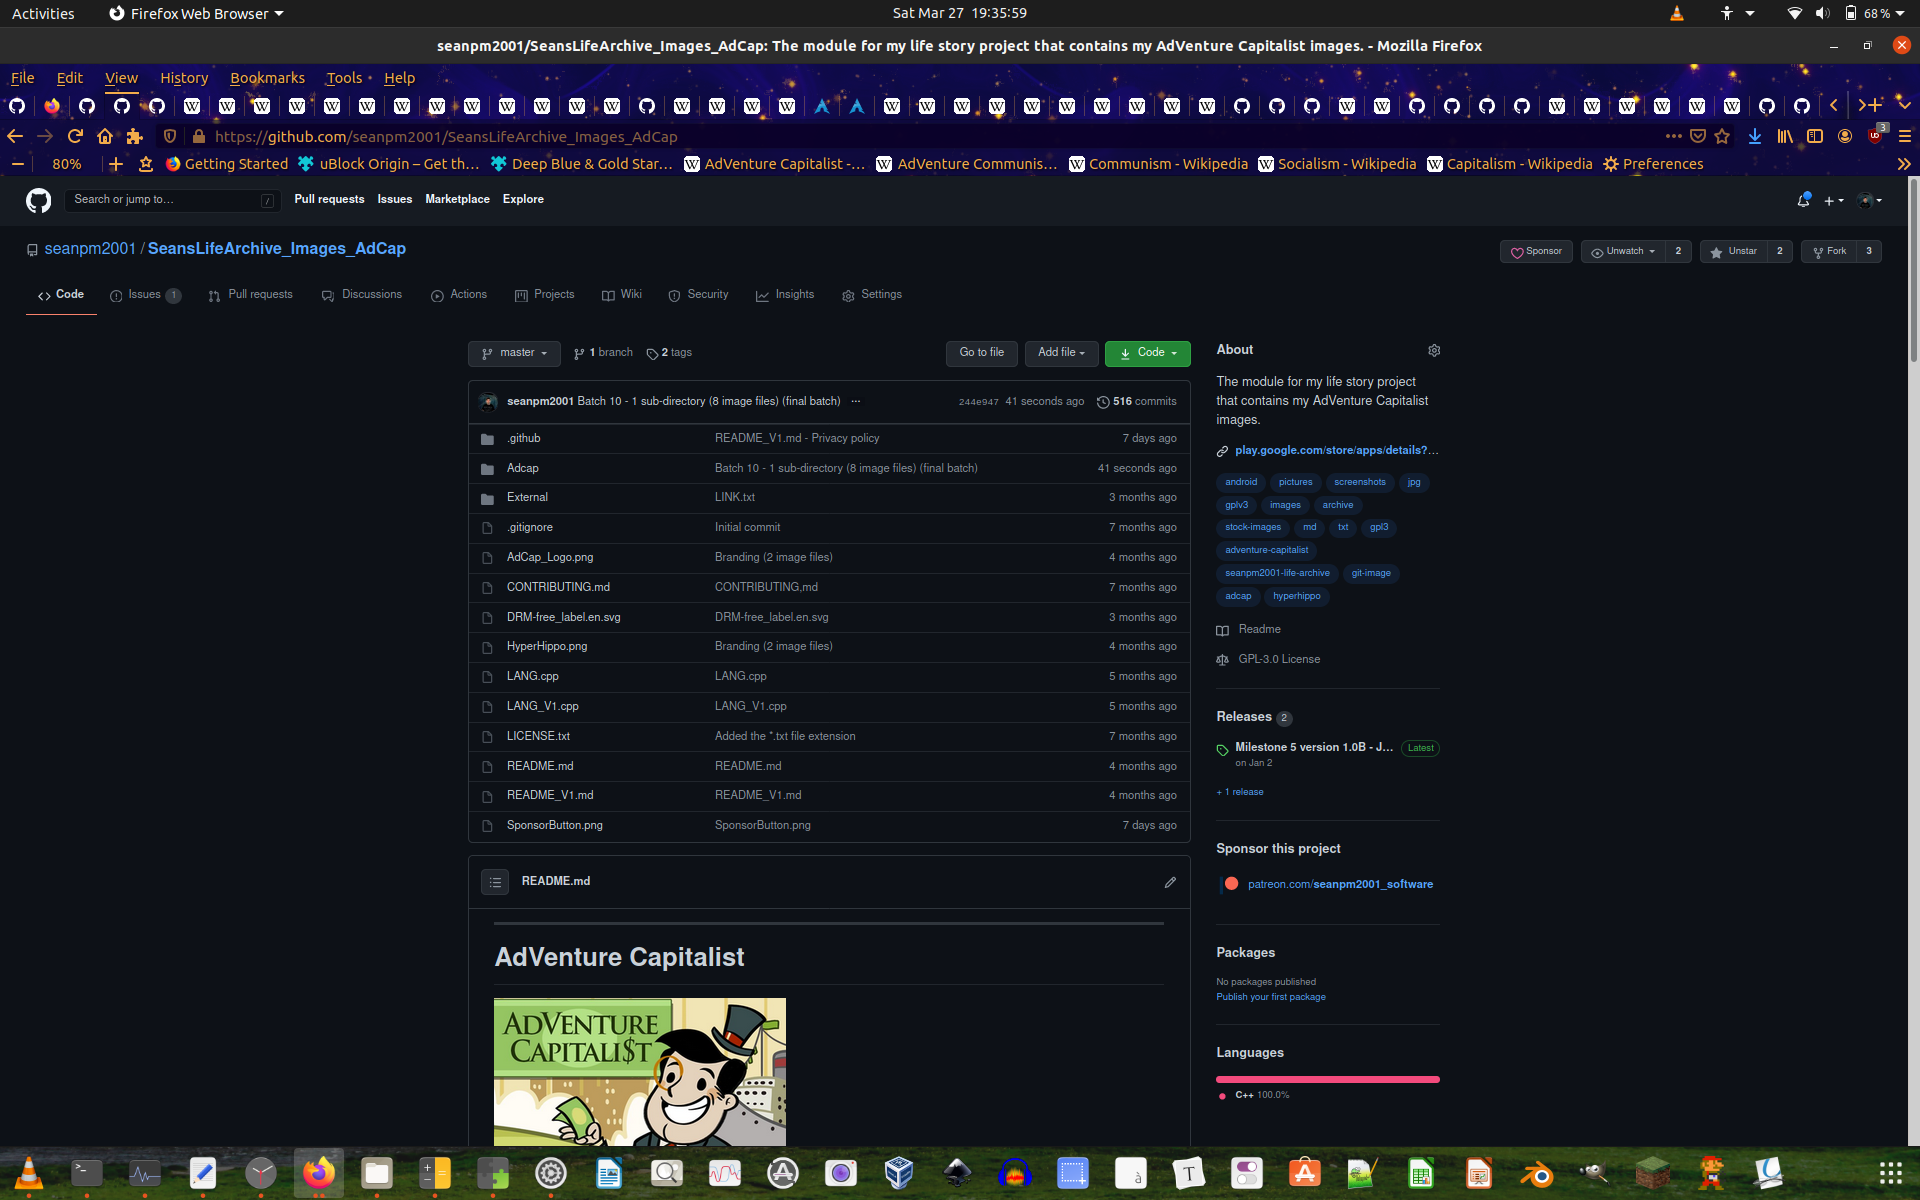 Activities
Firefox Web Browser
Sat Mar 27 19:35:59
68 %
seanpm2001/SeansLifeArchive_Images_AdCap: The module for my life story project that contains my AdVenture Capitalist images. - Mozilla Firefox
File Edit View History Bookmarks Tools Help
https://github.com/seanpm2001/SeansLifeArchive_Images_AdCap
3
80%
Getting Started
uBlock Origin – Get th…
Deep Blue & Gold Star…
AdVenture Capitalist -…
AdVenture Communis…
Communism - Wikipedia
Socialism - Wikipedia
Capitalism - Wikipedia
Preferences
Search or jump to…
/
Pull requests Issues Marketplace Explore
seanpm2001 / SeansLifeArchive_Images_AdCap
Sponsor
Unwatch 2
Unstar 2
Fork 3
Code
Issues 1
Pull requests
Discussions
Actions
Projects
Wiki
Security
Insights
Settings
master
1 branch
2 tags
Go to file
Add file
Code
seanpm2001 Batch 10 - 1 sub-directory (8 image files) (final batch) ...
244e947 41 seconds ago 516 commits
.github README_V1.md - Privacy policy 7 days ago
Adcap Batch 10 - 1 sub-directory (8 image files) (final batch) 41 seconds ago
External LINK.txt 3 months ago
.gitignore Initial commit 7 months ago
AdCap_Logo.png Branding (2 image files) 4 months ago
CONTRIBUTING.md CONTRIBUTING,md 7 months ago
DRM-free_label.en.svg DRM-free_label.en.svg 3 months ago
HyperHippo.png Branding (2 image files) 4 months ago
LANG.cpp LANG.cpp 5 months ago
LANG_V1.cpp LANG_V1.cpp 5 months ago
LICENSE.txt Added the *.txt file extension 7 months ago
README.md README.md 4 months ago
README_V1.md README_V1.md 4 months ago
SponsorButton.png SponsorButton.png 7 days ago
README.md
AdVenture Capitalist
ADVENTURE
CAPITALI$T
About
The module for my life story project
that contains my AdVenture Capitalist
images.
play.google.com/store/apps/details?…
android pictures screenshots jpg
gplv3 images archive
stock-images md txt gpl3
adventure-capitalist
seanpm2001-life-archive git-image
adcap hyperhippo
Readme
GPL-3.0 License
Releases 2
Milestone 5 version 1.0B - J… Latest
on Jan 2
+ 1 release
Sponsor this project
patreon.com/seanpm2001_software
Packages
No packages published
Publish your first package
Languages
C++ 100.0%